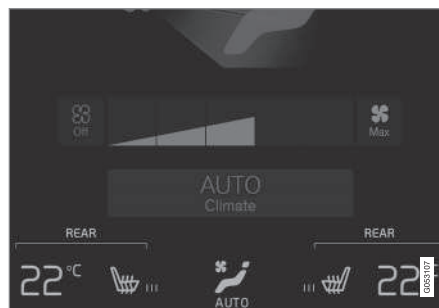 Off
Max
AUTO
Climate
REAR REAR
22°C 22°
AUTO
G053107